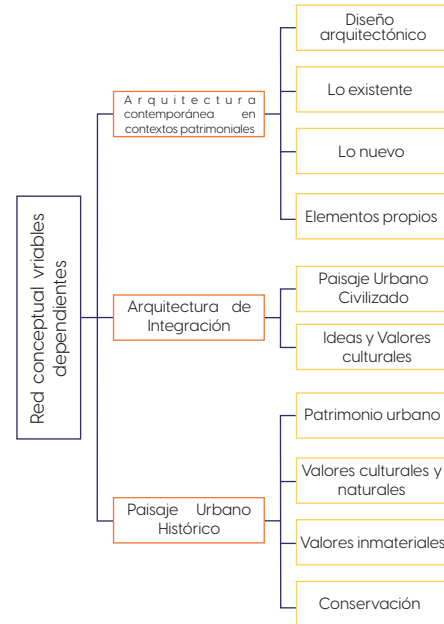 Red conceptual vriables
dependientes
Arquitectura
contemporánea en
contextos patrimoniales
Diseño
arquitectónico
Lo existente
Lo nuevo
Elementos propios
Arquitectura de
Integración
Paisaje Urbano
Civilizado
Ideas y Valores
culturales
Paisaje Urbano
Histórico
Patrimonio urbano
Valores culturales y
naturales
Valores inmateriales
Conservación